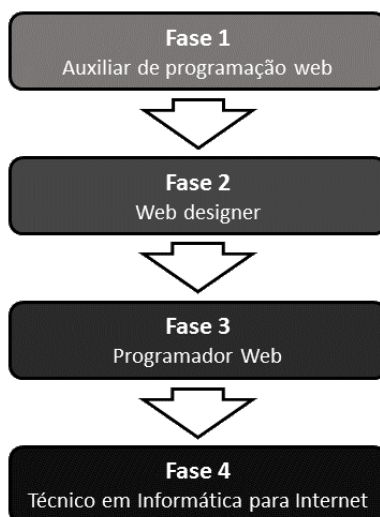 Fase 1
Auxiliar de programação web
Fase 2
Web designer
Fase 3
Programador Web
Fase 4
Técnico em Informática para Internet